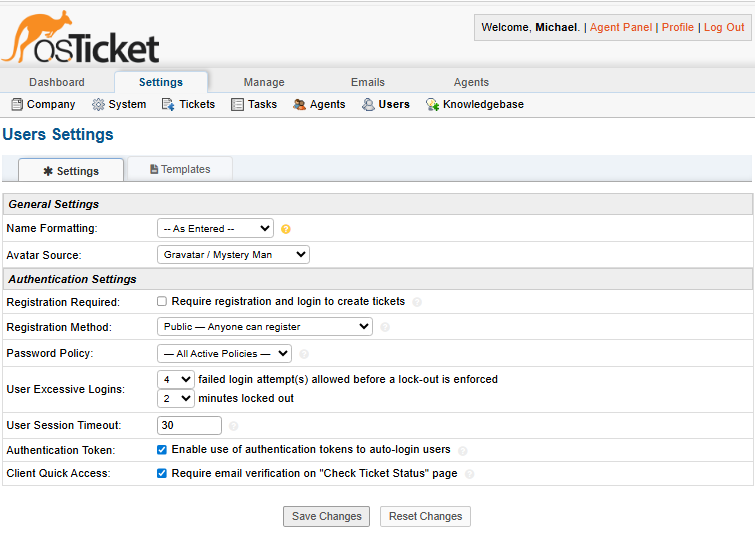 osTicket
Welcome, Michael. | Agent Panel | Profile | Log Out
Dashboard Settings Manage Emails Agents
Company System Tickets Tasks Agents Users Knowledgebase
Users Settings
Settings Templates
General Settings
Name Formatting: -- As Entered -- ?
Avatar Source: Gravatar / Mystery Man
Authentication Settings
Registration Required: Require registration and login to create tickets ?
Registration Method: Public — Anyone can register ?
Password Policy: — All Active Policies — ?
User Excessive Logins: 4 failed login attempt(s) allowed before a lock-out is enforced
2 minutes locked out
User Session Timeout: 30 ?
Authentication Token: Enable use of authentication tokens to auto-login users ?
Client Quick Access: Require email verification on "Check Ticket Status" page ?
Save Changes Reset Changes